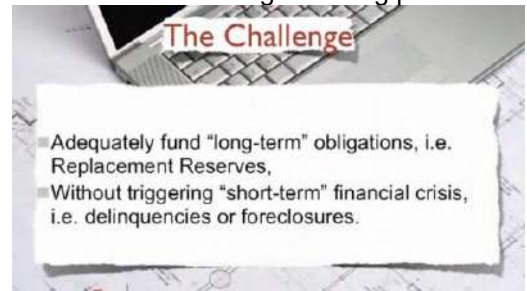 The Challenge
Adequately fund “long-term” obligations, i.e.
Replacement Reserves,
Without triggering “short-term” financial crisis,
i.e. delinquencies or foreclosures.